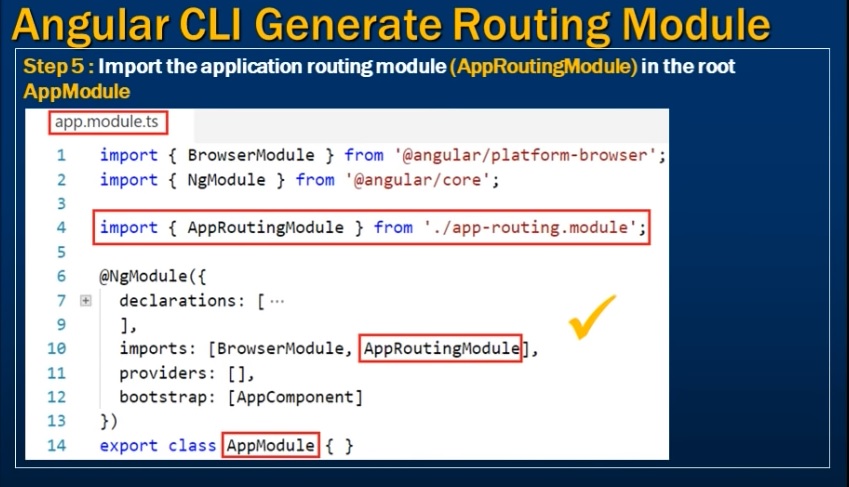 Angular CLI Generate Routing Module
Step 5 : Import the application routing module (AppRoutingModule) in the root
AppModule
app.module.ts
1 import { BrowserModule } from '@angular/platform-browser';
2 import { NgModule } from '@angular/core';
3
4 import { AppRoutingModule } from './app-routing.module';
5
6 @NgModule({
7 declarations: [ ...
9 ],
10 imports: [BrowserModule, AppRoutingModule],
11 providers: [],
12 bootstrap: [AppComponent]
13 })
14 export class AppModule { }